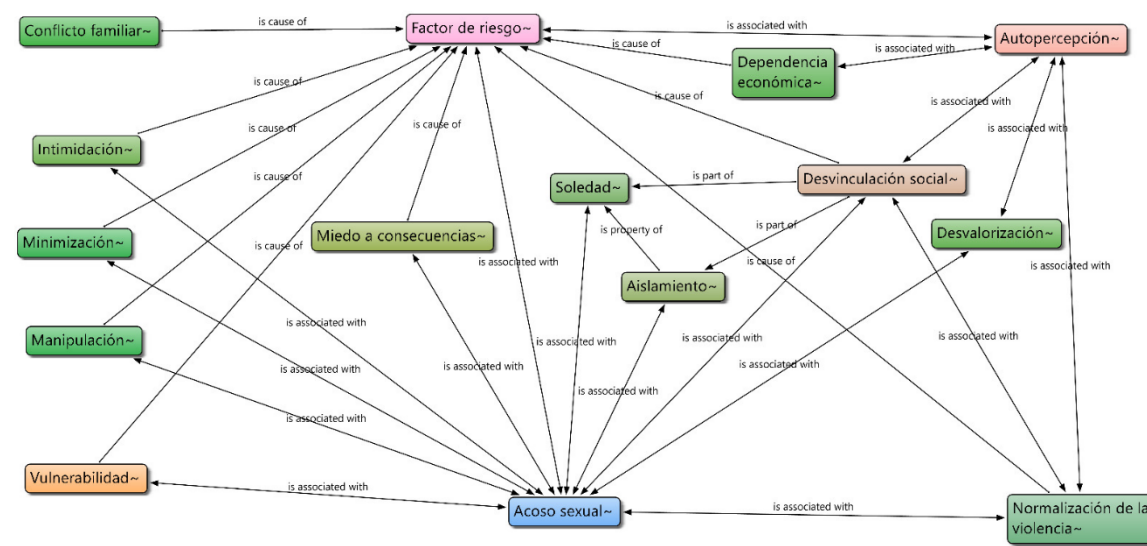 Conflicto familiar~
is cause of
Factor de riesgo~
is associated with
Autopercepción~
is cause of
is associated with
Dependencia
económica~
is cause of
is cause of
is associated with
is cause of
is cause of
is associated with
Intimidación~
Soledad~
is part of
Desvinculación social~
is cause of
Minimización~
Miedo a consecuencias~
is property of
is part of
Desvalorización~
is cause of
is associated with
is cause of
is associated with
Aislamiento~
Manipulación~
is associated with
is associated with
is associated with
is associated with
is associated with
is associated with
is associated with
is associated with
is associated with
is associated with
Vulnerabilidad~
is associated with
Acoso sexual~
is associated with
Normalización de la
violencia~